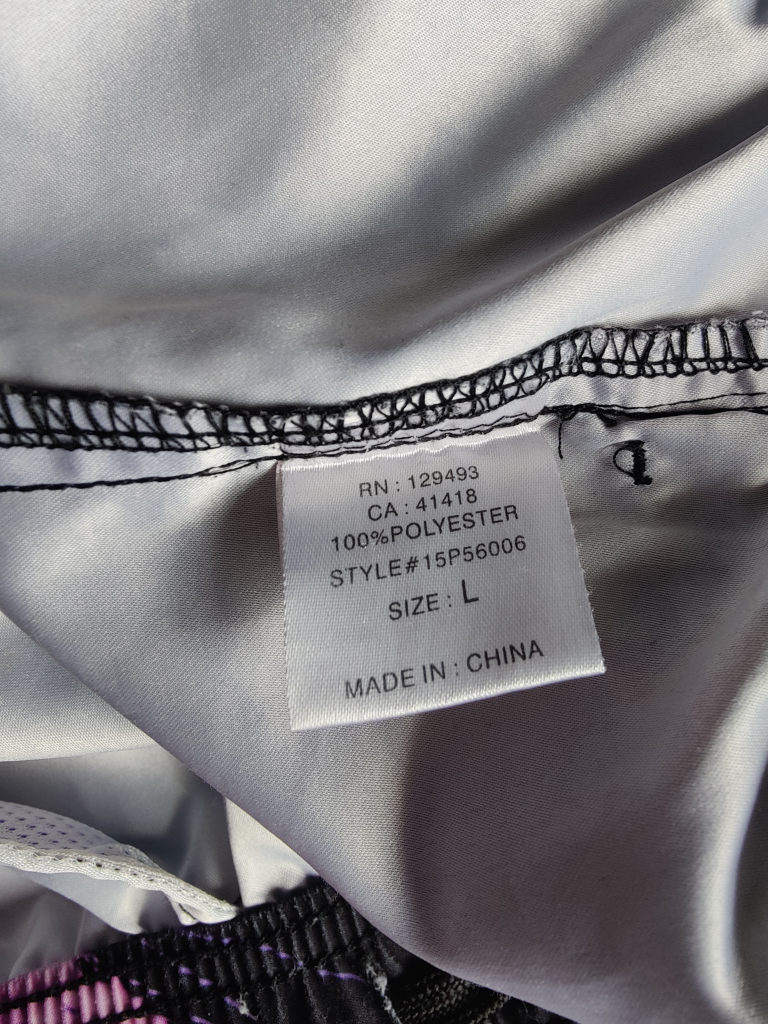 RN : 129493
CA : 41418
100%POLYESTER
STYLE#15P56006
SIZE : L
MADE IN : CHINA